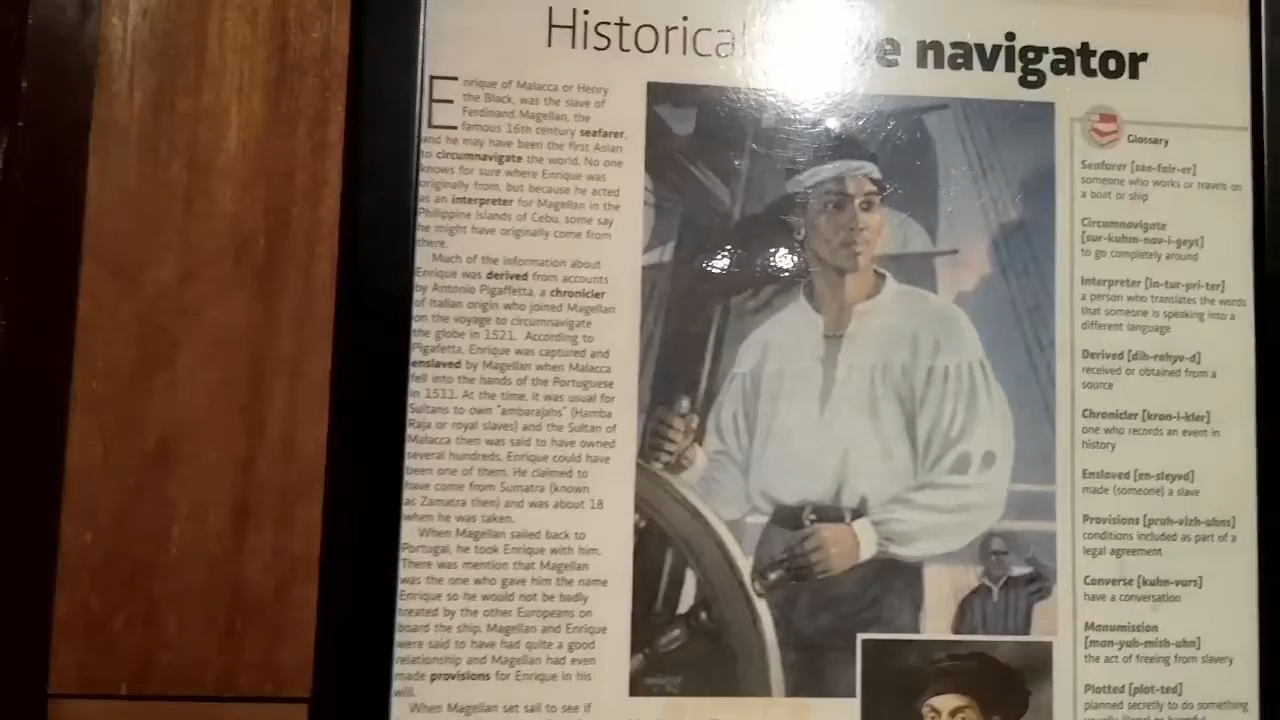 Historical
navigator
Enrique of Malacca or Henry
the Black, was the slave of
Ferdinand Magellan, the
famous 16th century seafarer,
and he may have been the first Asian
to circumnavigate the world. No one
knows for sure where Enrique was
originally from, but because he acted
as an interpreter for Magellan in the
Philippine Islands of Cebu, some say
he might have originally come from
there.
Much of the information about
Enrique was derived from accounts
by Antonio Pigaffetta, a chronicler
of Italian origin who joined Magellan
on the voyage to circumnavigate
the globe in 1521. According to
Pigafetta, Enrique was captured and
enslaved by Magellan when Malacca
fell into the hands of the Portuguese
in 1511. At the time, it was usual for
Sultans to own "ambarajahs" (Hamba
Raja or royal slaves) and the Sultan of
Malacca then was said to have owned
several hundreds. Enrique could have
been one of them. He claimed to
have come from Sumatra (known
as Zamatra then) and was about 18
when he was taken.
When Magellan sailed back to
Portugal, he took Enrique with him.
There was mention that Magellan
was the one who gave him the name
Enrique so he would not be badly
treated by the other Europeans on
board the ship. Magellan and Enrique
were said to have had quite a good
relationship and Magellan had even
made provisions for Enrique in his
will.
When Magellan set sail to see if
Glossary
Seafarer [see-fair-er]
someone who works or travels on
a boat or ship
Circumnavigate
[sur-kuhm-nav-i-geyt]
to go completely around
Interpreter [in-tur-pri-ter]
a person who translates the words
that someone is speaking into a
different language
Derived [dih-rahyv-d]
received or obtained from a
source
Chronicler [kron-i-kler]
one who records an event in
history
Enslaved [en-sleyvd]
made (someone) a slave
Provisions [pruh-vizh-uhns]
conditions included as part of a
legal agreement
Converse [kuhn-vurs]
have a conversation
Manumission
[man-yuh-mish-uhn]
the act of freeing from slavery
Plotted [plot-ted]
planned secretly to do something